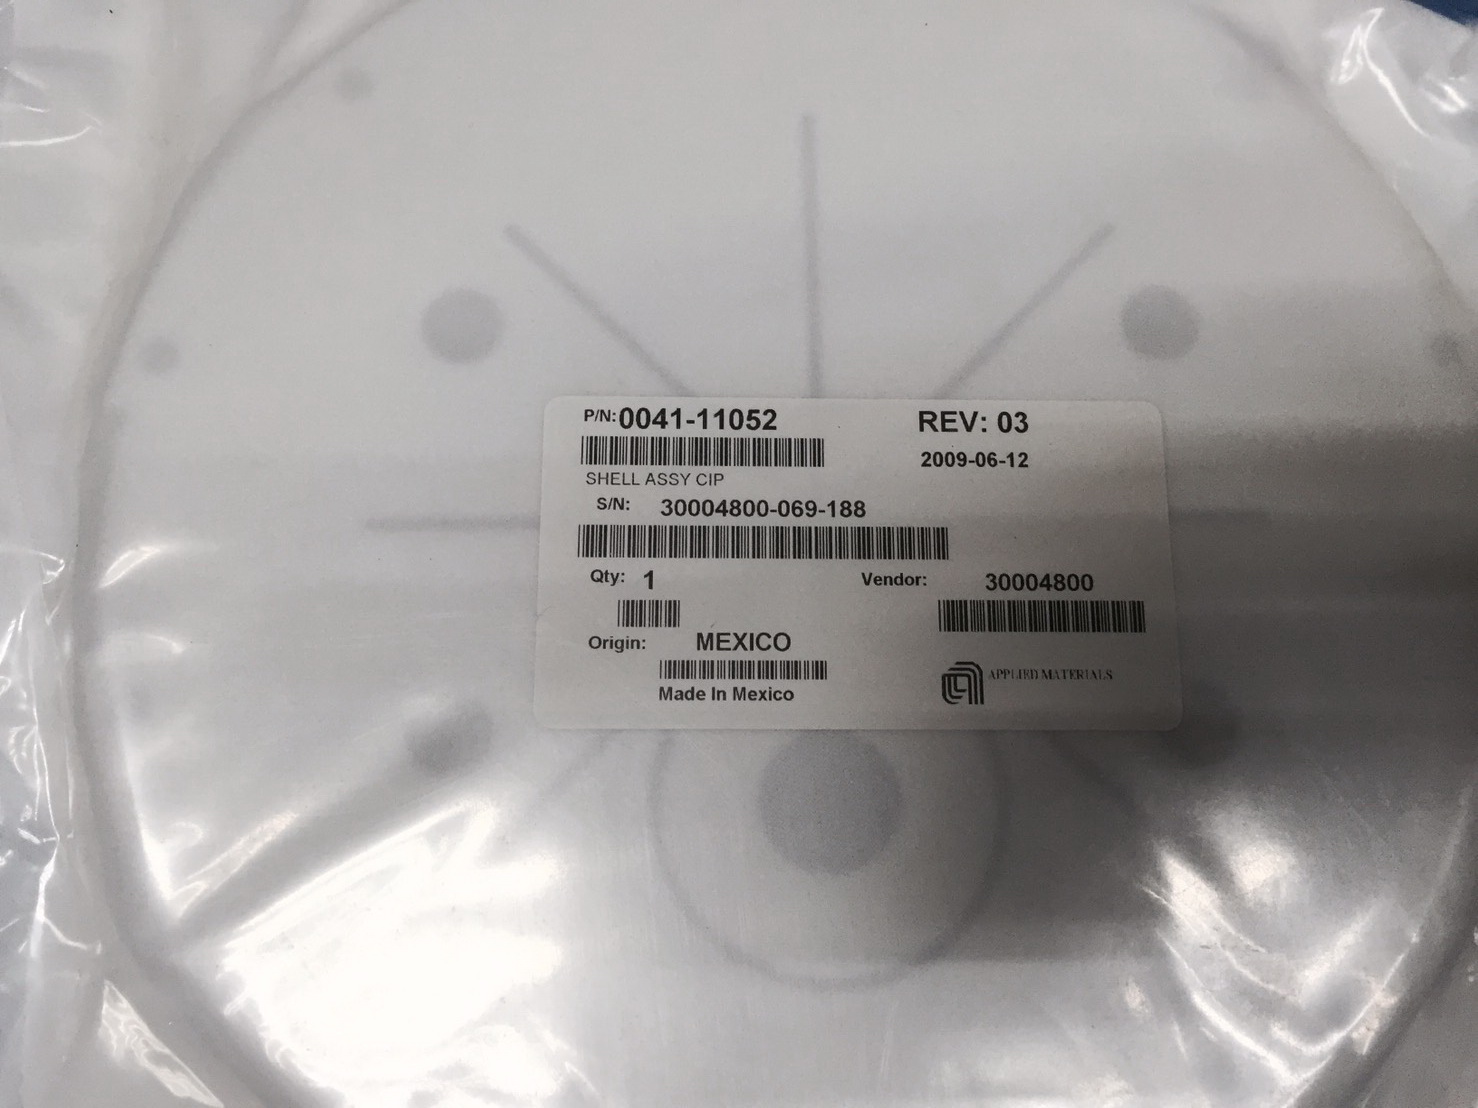 P/N: 0041-11052 REV: 03
2009-06-12
SHELL ASSY CIP
S/N: 30004800-069-188
Qty: 1 Vendor: 30004800
Origin: MEXICO
Made In Mexico
APPLIED MATERIALS